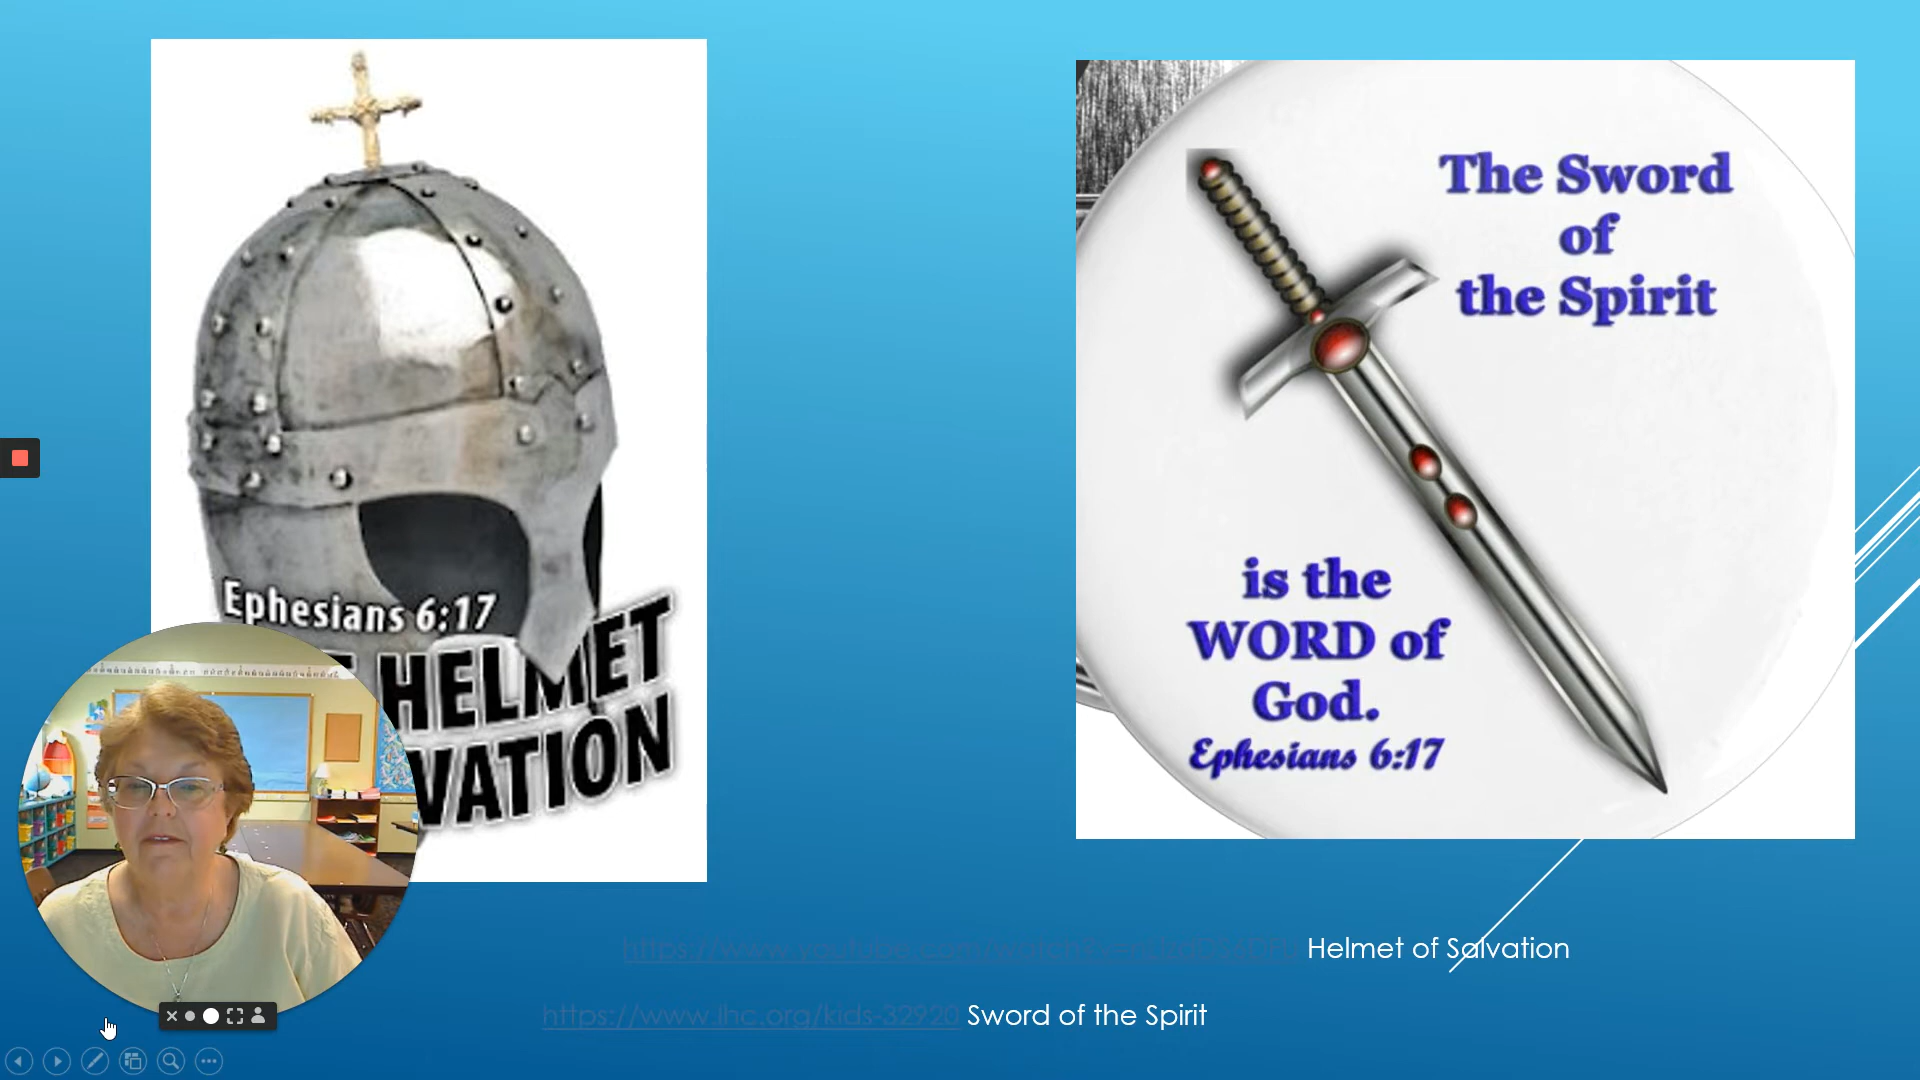 Ephesians 6:17
HELMET
VATION
The Sword
of
the Spirit
is the
WORD of
God.
Ephesians 6:17
Helmet of Salvation
https://www.lhc.org/kids-32920 Sword of the Spirit